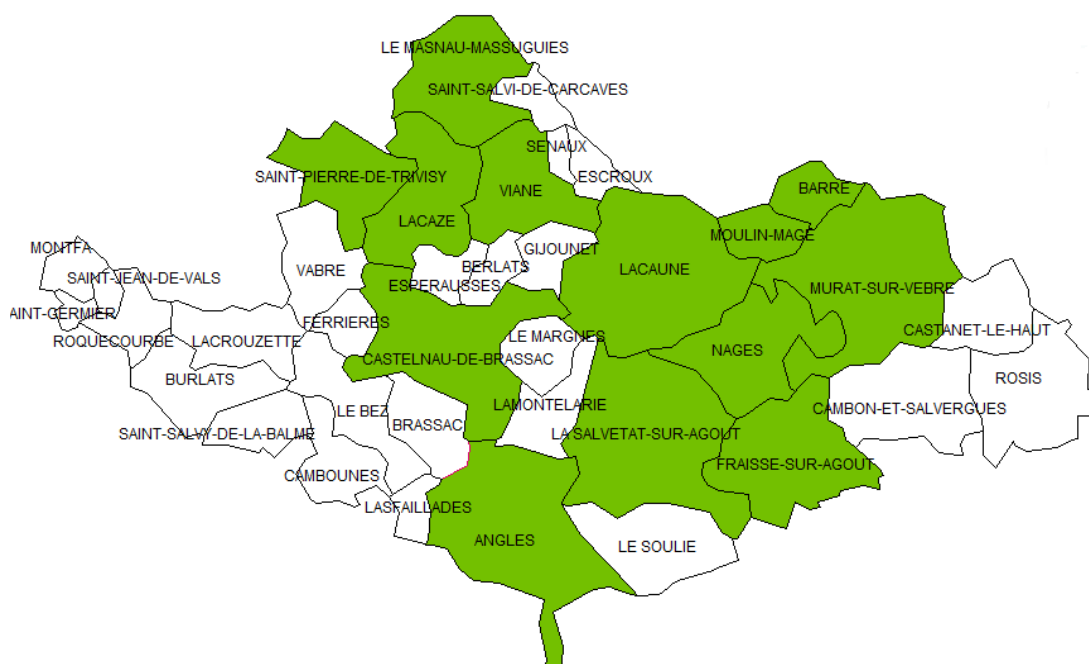 LE MASNAU-MASSUGUIES
SAINT-SALVI-DE-CARCAVES
SENAUX
ESCROUX
SAINT-PIERRE-DE-TRIVISY
VIANE
BARRE
LACAZE
MOULIN-MAGE
MONTFA
GIJOUNET
BERLATS
LACAUNE
SAINT-JEAN-DE-VALS
VABRE
ESPERAUSSES
MURAT-SUR-VEBRE
AINT-GERMIER
FERRIERES
CASTANET-LE-HAUT
ROQUECOURBE
LACROUZETTE
LE MARGNES
NAGES
CASTELNAU-DE-BRASSAC
BURLATS
ROSIS
LAMONTELARIE
CAMBON-ET-SALVERGUES
LE BEZ
BRASSAC
SAINT-SALVY-DE-LA-BALME
LA SALVETAT-SUR-AGOUT
FRAISSE-SUR-AGOUT
CAMBOUNES
LASFAILLADES
ANGLES
LE SOULIE